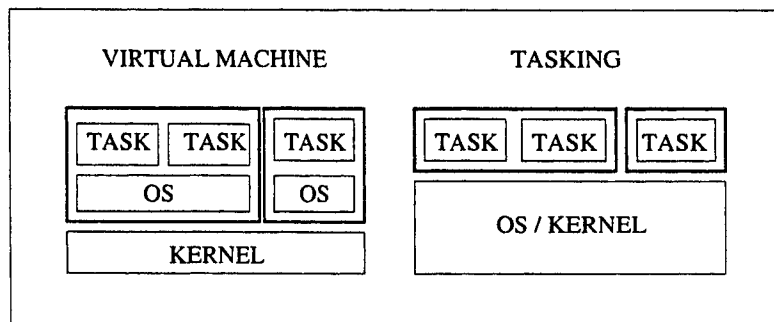 VIRTUAL MACHINE
TASK TASK TASK
OS OS
KERNEL
TASKING
TASK TASK TASK
OS / KERNEL